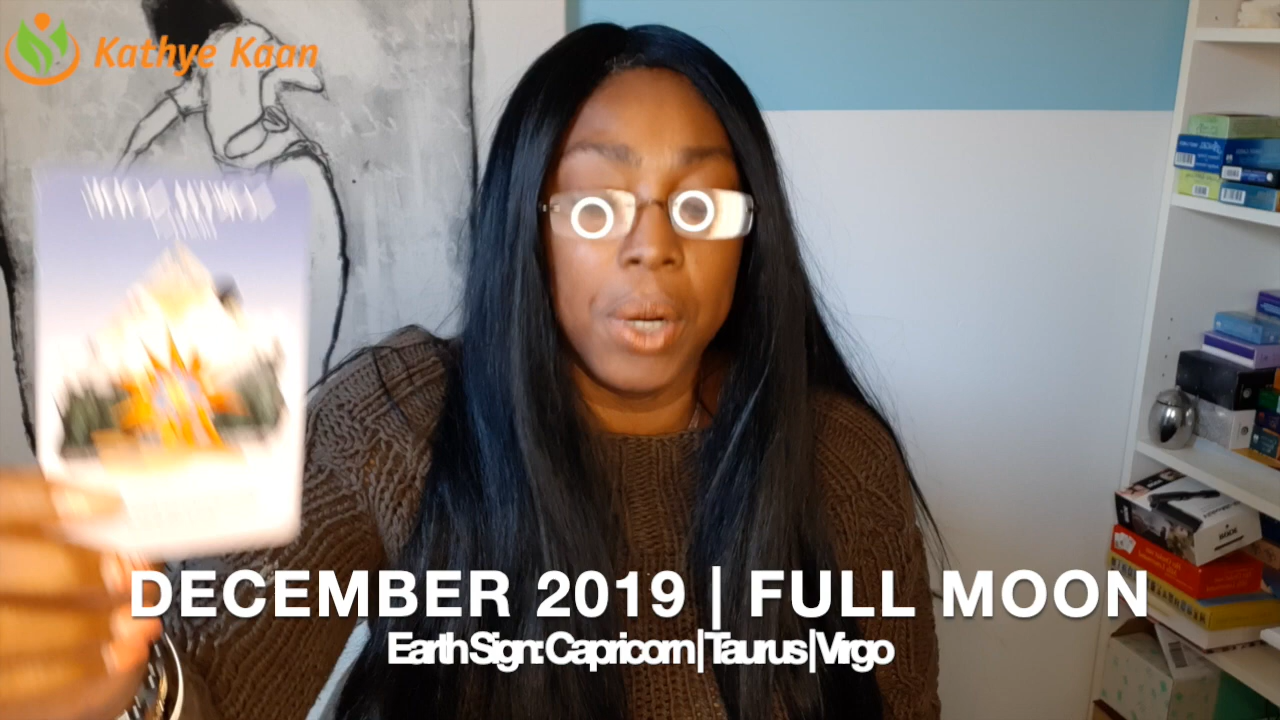 Kathye Kaan
DECEMBER 2019 | FULL MOON
Earth Sign: Capricorn | Taurus | Virgo